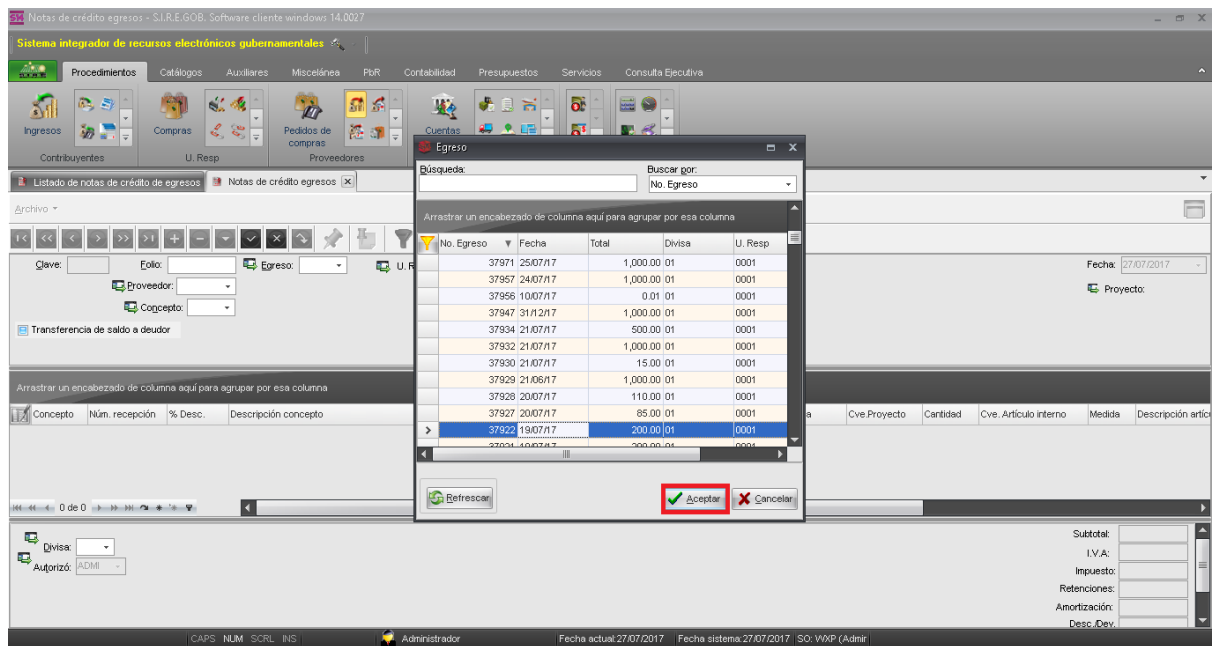 Notas de crédito egresos - S.I.R.E.GOB. Software cliente windows 14.0027
Sistema integrador de recursos electrónicos gubernamentales
Procedimientos Catálogos Auxiliares Miscelánea PbR Contabilidad Presupuestos Servicios Consulta Ejecutiva
Ingresos Compras Pedidos de compras Cuentas
Contribuyentes U. Resp Proveedores
Listado de notas de crédito de egresos Notas de crédito egresos
Archivo
Clave: Folio: Egreso: U. R Fecha: 27/07/2017
Proveedor: Proyecto:
Concepto:
Transferencia de saldo a deudor
Arrastrar un encabezado de columna aquí para agrupar por esa columna
Concepto Núm. recepción % Desc. Descripción concepto a Cve.Proyecto Cantidad Cve. Artículo interno Medida Descripción artícu
0 de 0
Egreso
Búsqueda: Buscar por:
No. Egreso
Arrastrar un encabezado de columna aquí para agrupar por esa columna
No. Egreso Fecha Total Divisa U. Resp
37971 25/07/17 1,000.00 01 0001
37957 24/07/17 1,000.00 01 0001
37956 10/07/17 0.01 01 0001
37947 31/12/17 1,000.00 01 0001
37934 21/07/17 500.00 01 0001
37932 21/07/17 1,000.00 01 0001
37930 21/07/17 15.00 01 0001
37929 21/06/17 1,000.00 01 0001
37928 20/07/17 110.00 01 0001
37927 20/07/17 85.00 01 0001
37922 19/07/17 200.00 01 0001
37921 19/07/17 200.00 01 0001
Refrescar Aceptar Cancelar
Divisa:
Autorizó: ADMI
Subtotal:
I.V.A:
Impuesto:
Retenciones:
Amortización:
Desc./Dev.
CAPS NUM SCRL INS Administrador Fecha actual:27/07/2017 Fecha sistema:27/07/2017 SO: WXP (Admir